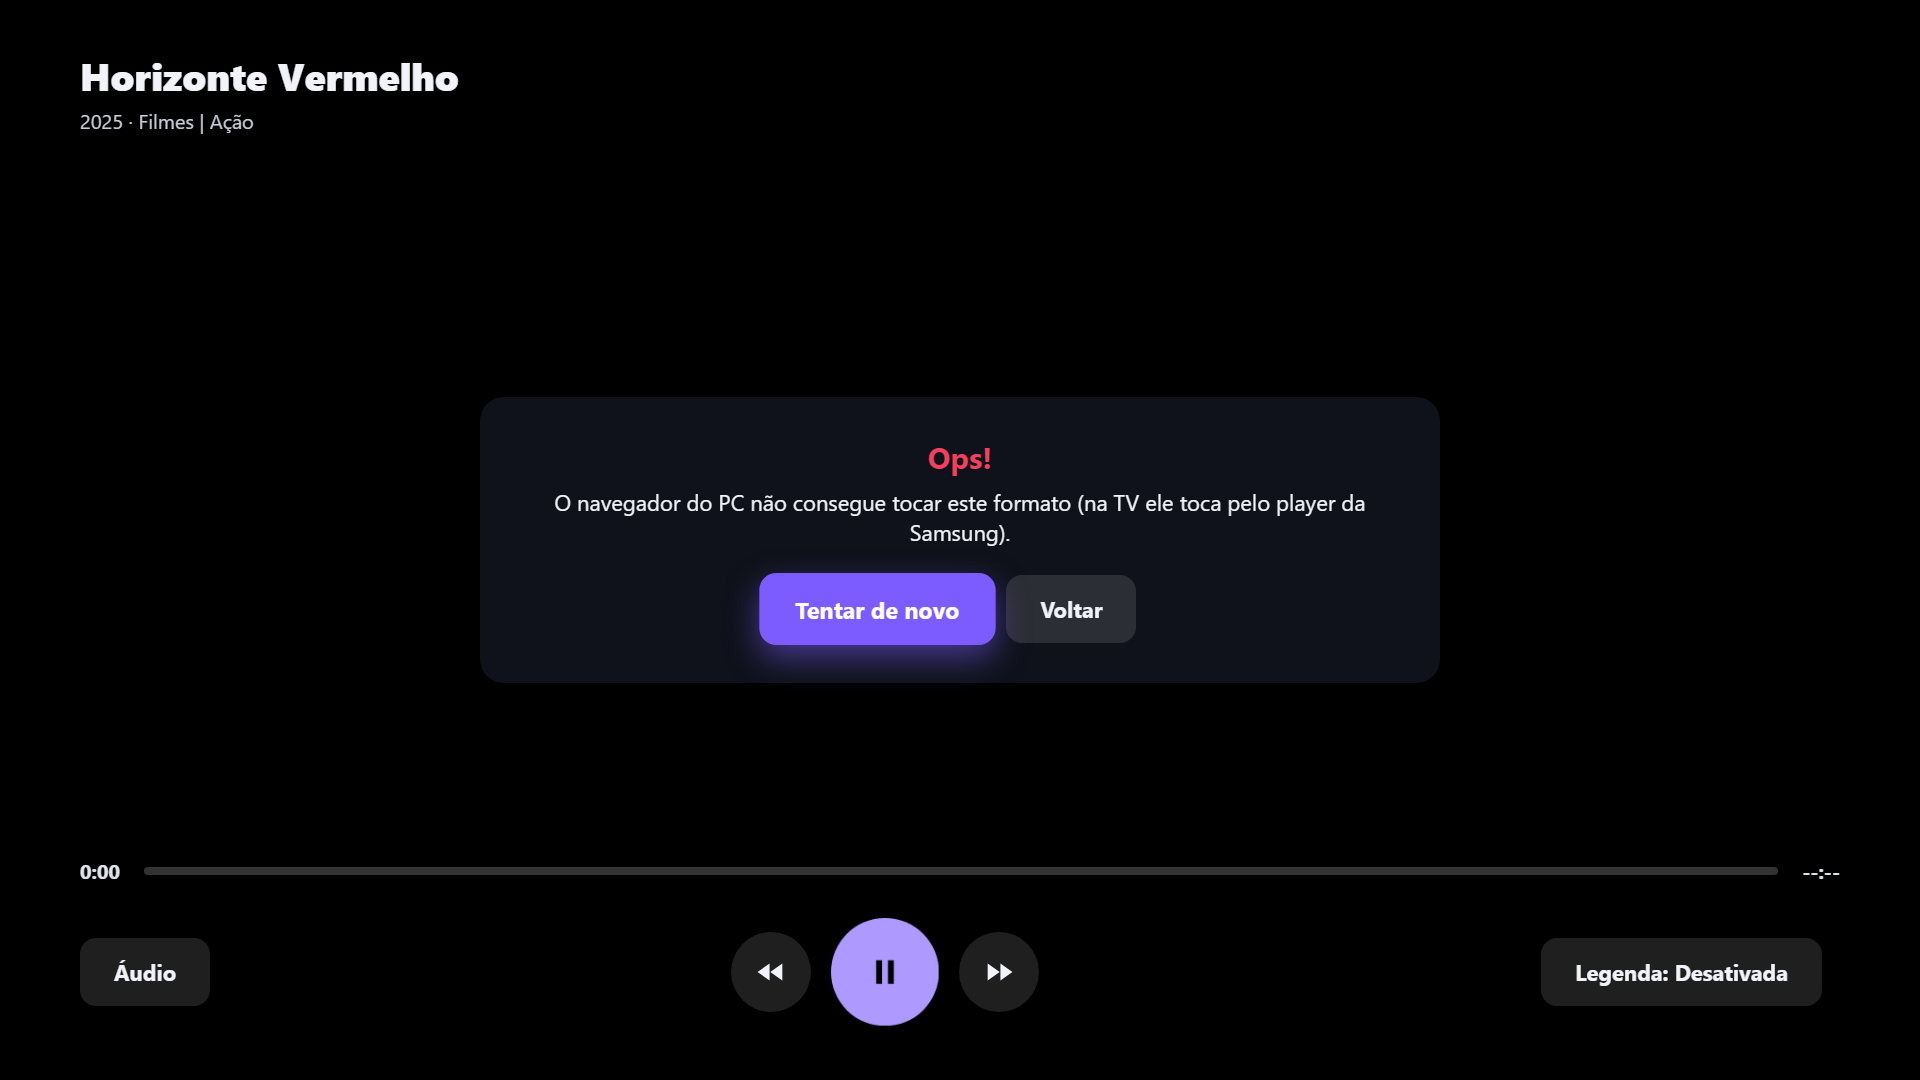 Horizonte Vermelho
2025 · Filmes | Ação
Ops!
O navegador do PC não consegue tocar este formato (na TV ele toca pelo player da
Samsung).
Tentar de novo
Voltar
0:00
--:--
Áudio
Legenda: Desativada